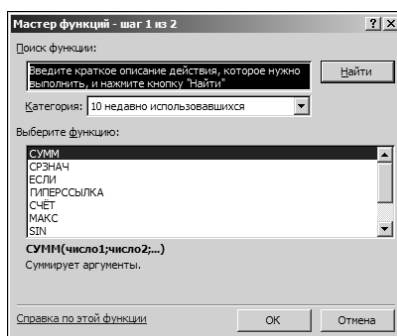 Мастер функций - шаг 1 из 2
Поиск функции:
Введите краткое описание действия, которое нужно
выполнить, и нажмите кнопку "Найти"
Найти
Категория: 10 недавно использовавшихся
Выберите функцию:
СУММ
СРЗНАЧ
ЕСЛИ
ГИПЕРССЫЛКА
СЧЁТ
МАКС
SIN
СУММ(число1;число2;...)
Суммирует аргументы.
Справка по этой функции
ОК
Отмена